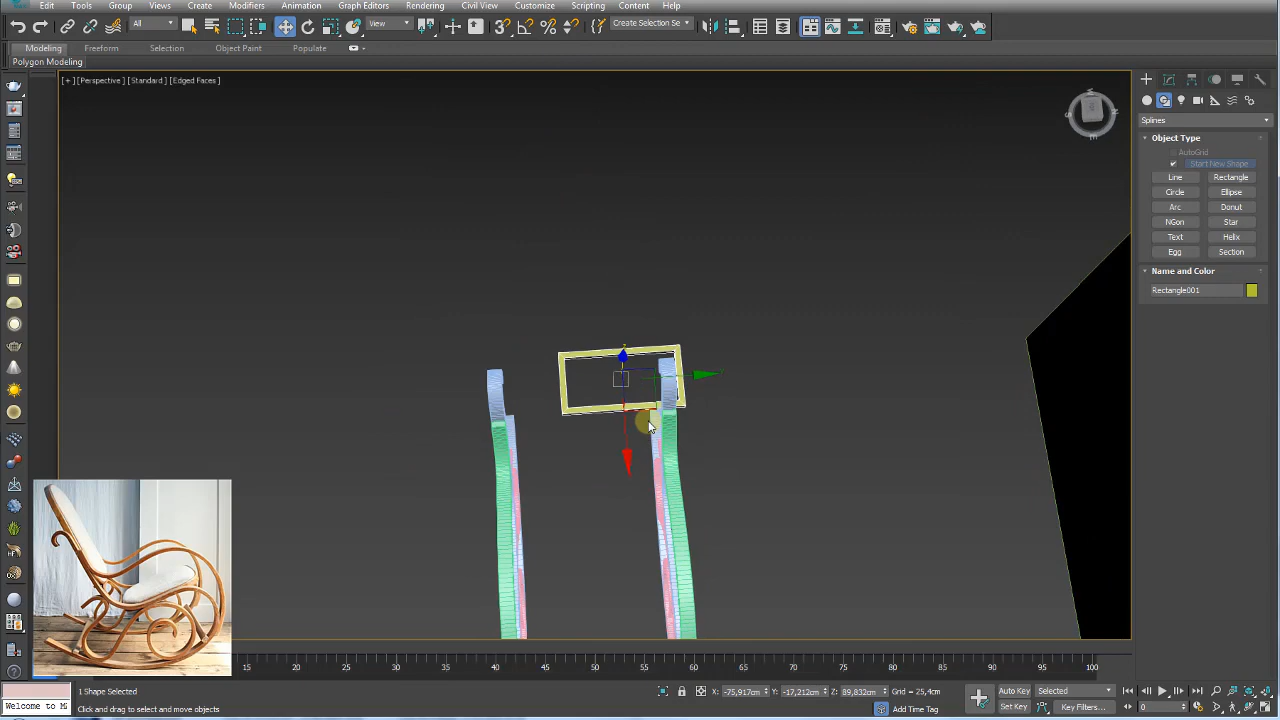 Edit Tools Group Views Create Modifiers Animation Graph Editors Rendering Civil View Customize Scripting Content Help
All View Create Selection Se
Modeling Freeform Selection Object Paint Populate
Polygon Modeling
[+] [Perspective] [Standard] [Edged Faces]
Splines
Object Type
AutoGrid
Start New Shape
Line Rectangle
Circle Ellipse
Arc Donut
NGon Star
Text Helix
Egg Section
Name and Color
Rectangle001
15 20 25 30 35 40 45 50 55 60 65 70 75 80 85 90 95 100
1 Shape Selected X: -75,917cm Z: 89,832cm Grid = 25,4cm Auto Key Selected
Welcome to Mi Click and drag to select and move objects Add Time Tag Set Key Key Filters... 0